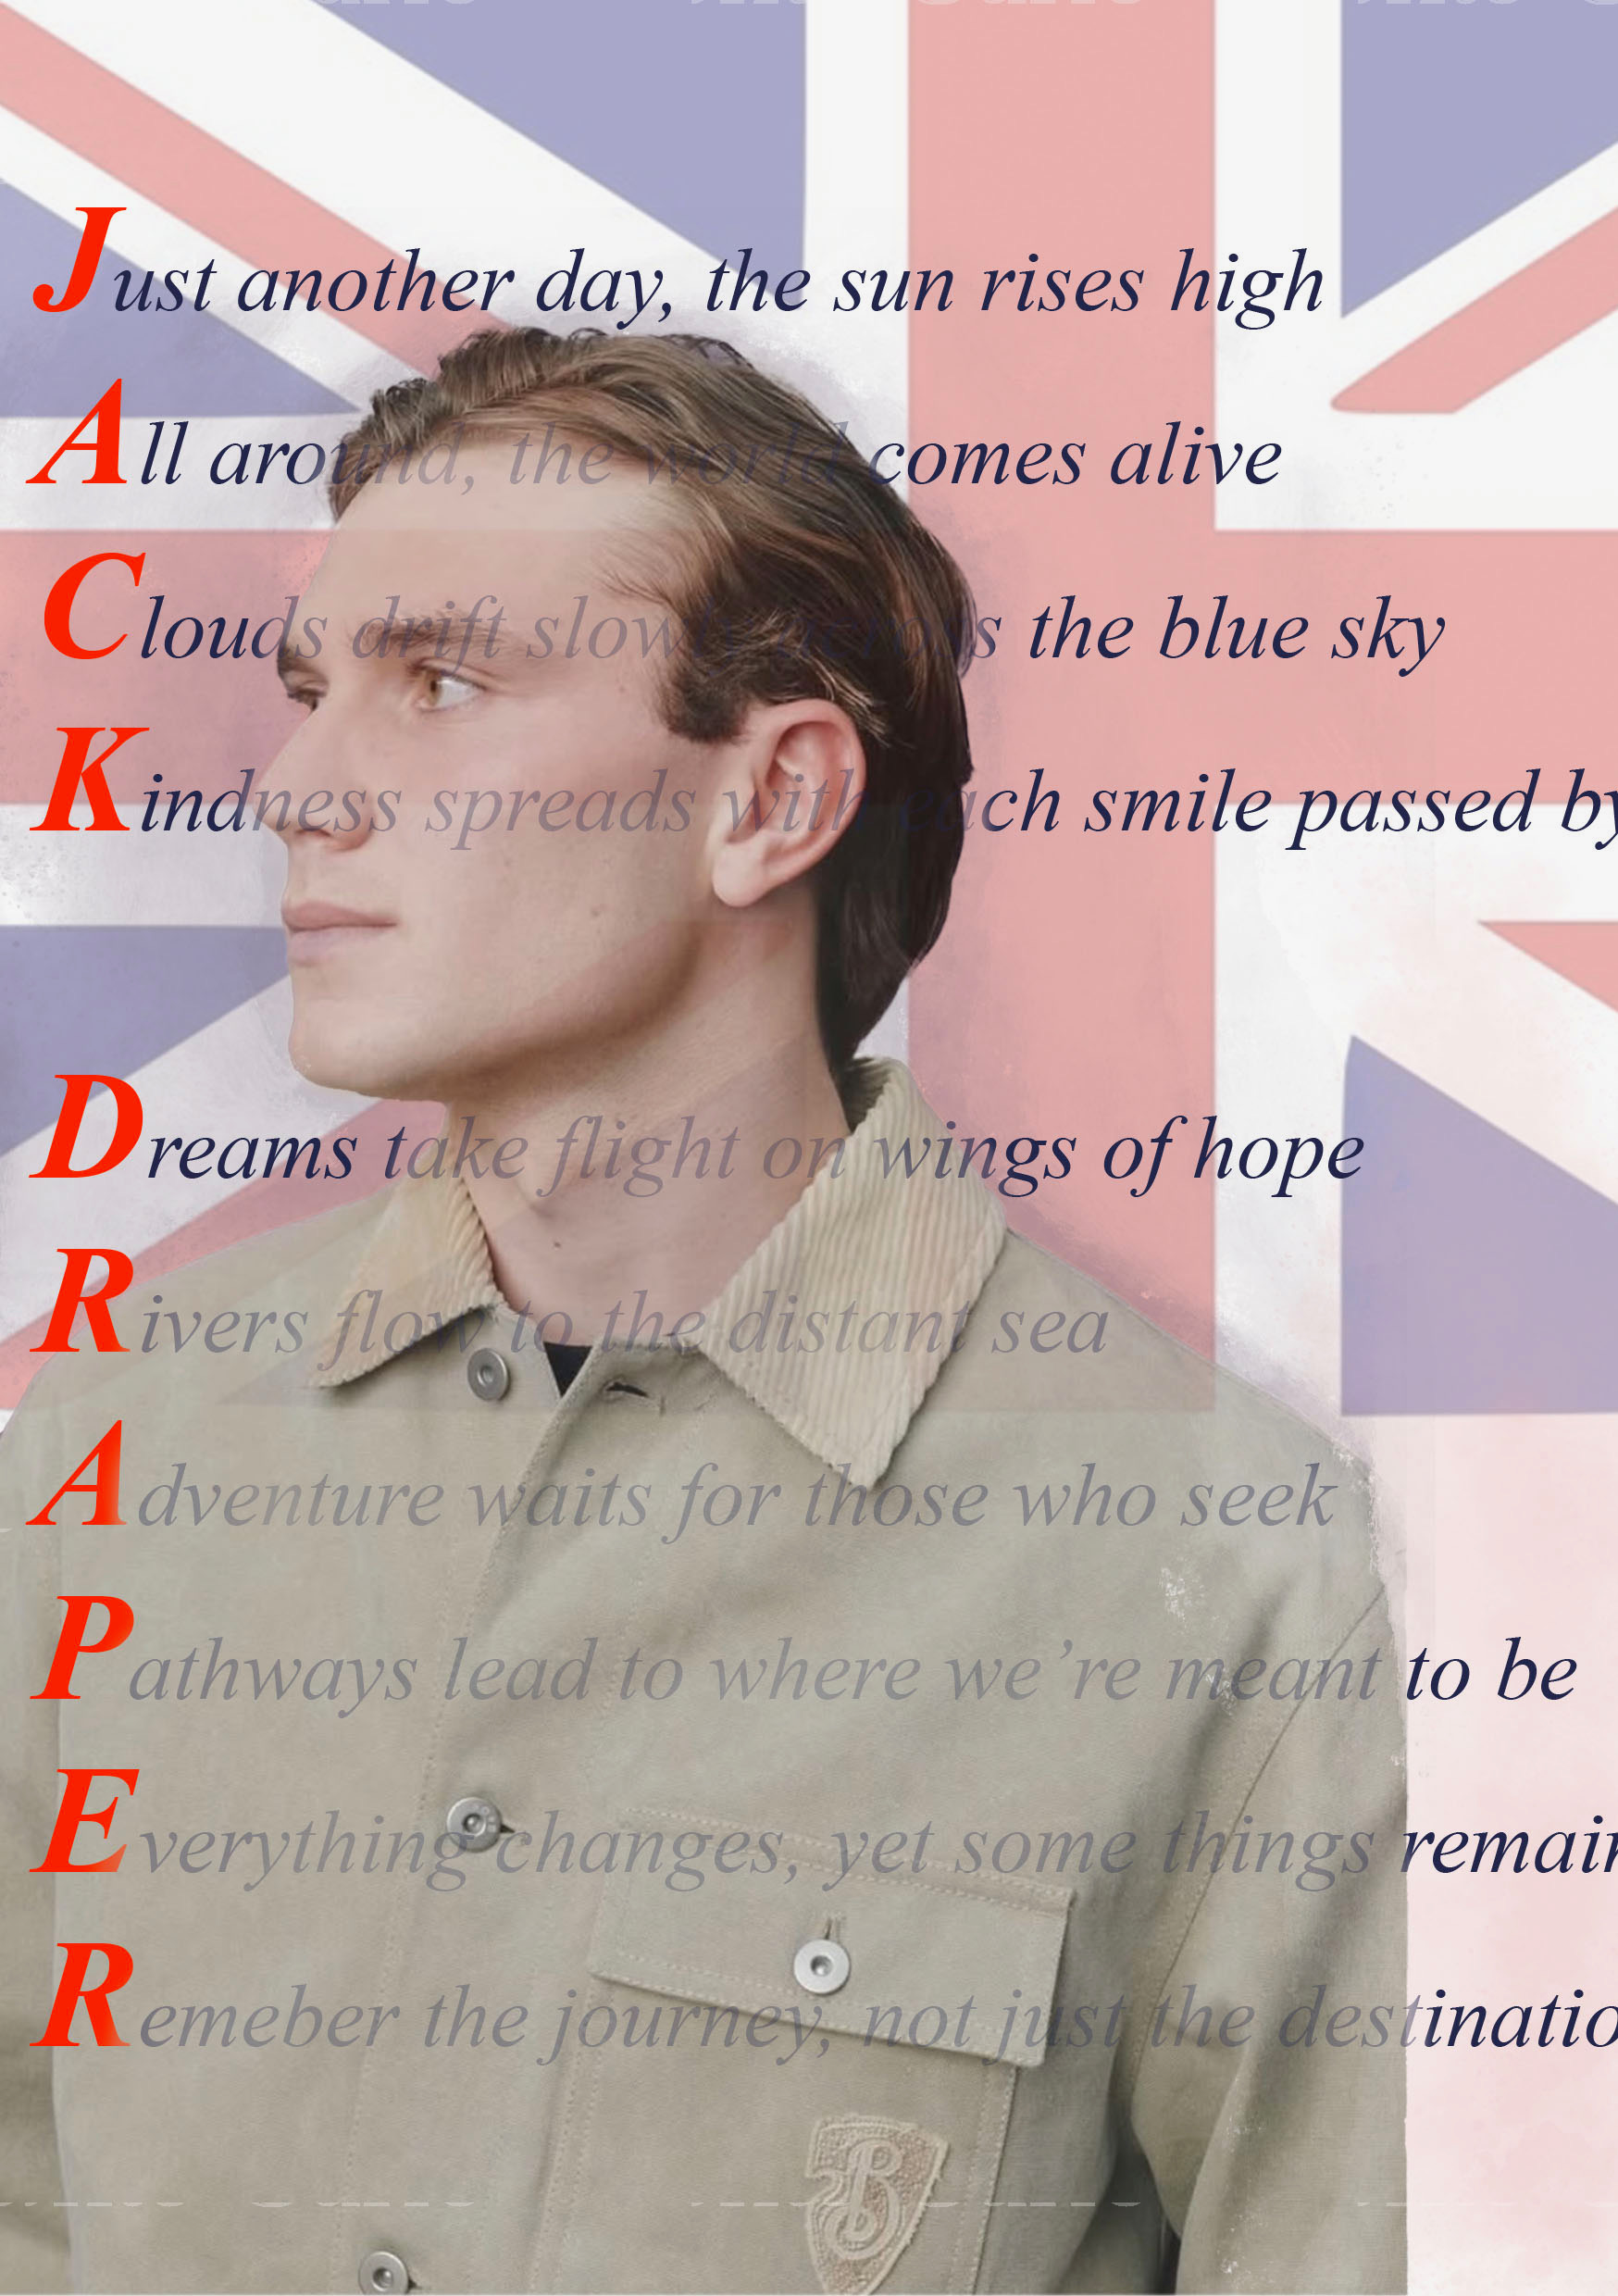 Just another day, the sun rises high
All around, the world comes alive
Clouds drift slowly across the blue sky
Kindness spreads with each smile passed by
Dreams take flight on wings of hope
Rivers flow to the distant sea
Adventure waits for those who seek
Pathways lead to where we're meant to be
Everything changes, yet some things remain
Remeber the journey, not just the destinatio
B